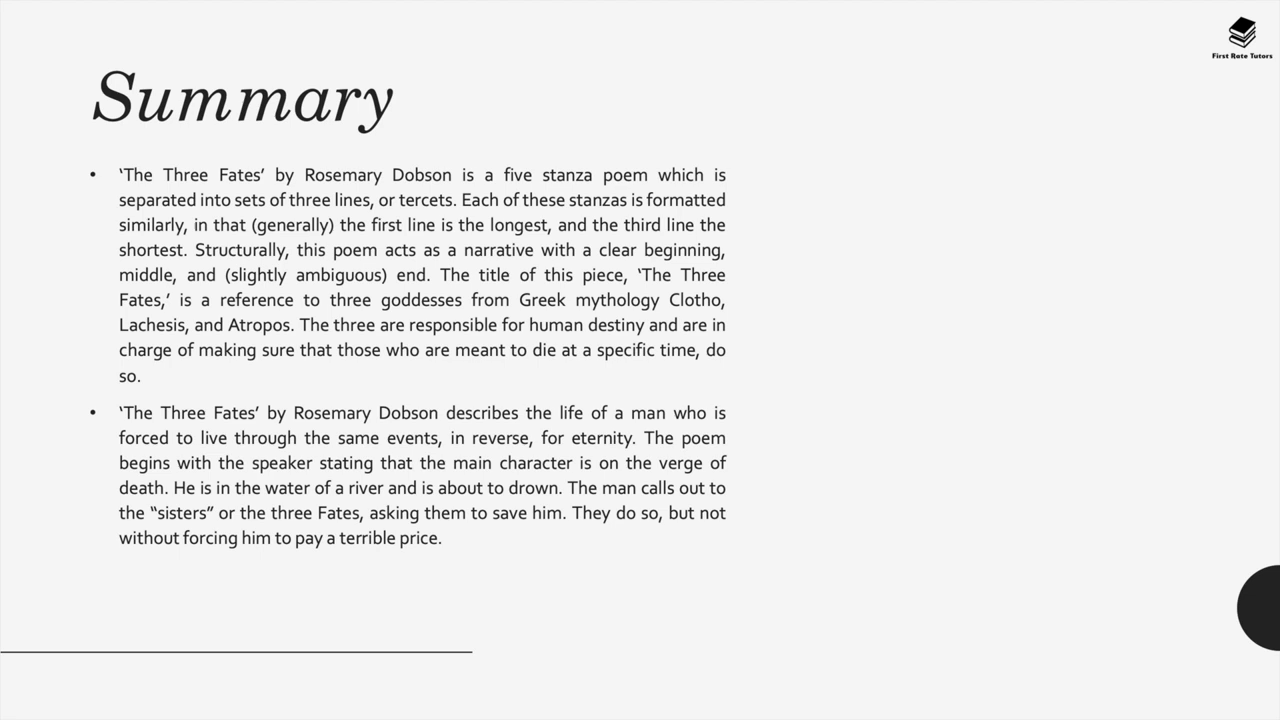 First Rate Tutors
Summary
• ‘The Three Fates’ by Rosemary Dobson is a five stanza poem which is
separated into sets of three lines, or tercets. Each of these stanzas is formatted
similarly, in that (generally) the first line is the longest, and the third line the
shortest. Structurally, this poem acts as a narrative with a clear beginning,
middle, and (slightly ambiguous) end. The title of this piece, ‘The Three
Fates,’ is a reference to three goddesses from Greek mythology Clotho,
Lachesis, and Atropos. The three are responsible for human destiny and are in
charge of making sure that those who are meant to die at a specific time, do
so.
• ‘The Three Fates’ by Rosemary Dobson describes the life of a man who is
forced to live through the same events, in reverse, for eternity. The poem
begins with the speaker stating that the main character is on the verge of
death. He is in the water of a river and is about to drown. The man calls out to
the “sisters” or the three Fates, asking them to save him. They do so, but not
without forcing him to pay a terrible price.